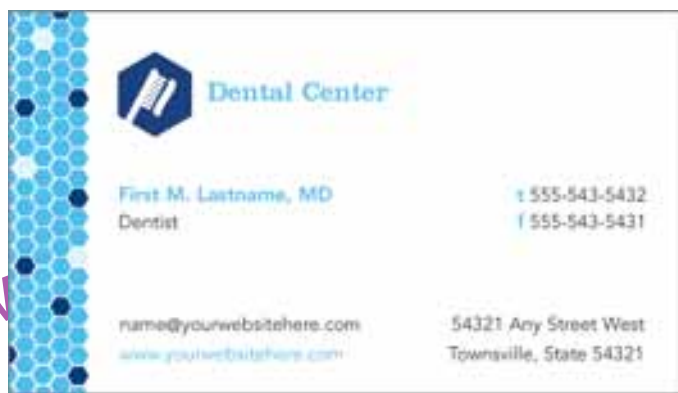 Dental Center
First M. Lastname, MD
Dentist
t 555-543-5432
f 555-543-5431
name@yourwebsitehere.com
www.yourwebsitehere.com
54321 Any Street West
Townsville, State 54321